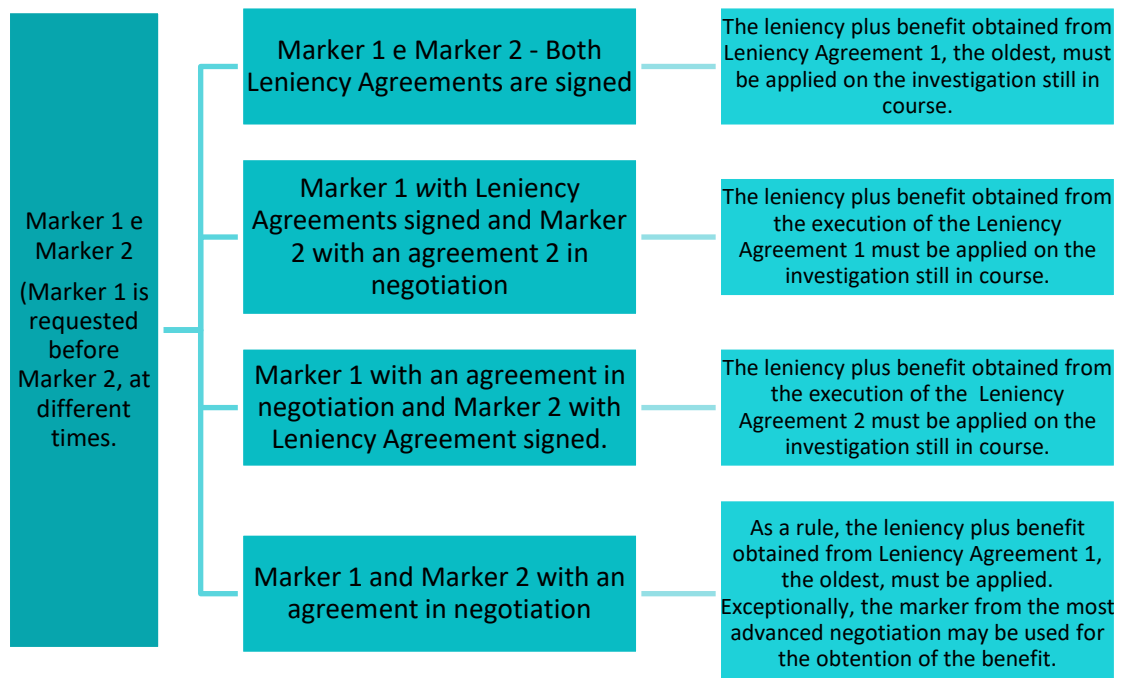 Marker 1 e
Marker 2
(Marker 1 is
requested
before
Marker 2, at
different
times.
Marker 1 e Marker 2 - Both
Leniency Agreements are signed
The leniency plus benefit obtained from
Leniency Agreement 1, the oldest, must
be applied on the investigation still in
course.
Marker 1 with Leniency
Agreements signed and Marker
2 with an agreement 2 in
negotiation
The leniency plus benefit obtained from
the execution of the Leniency
Agreement 1 must be applied on the
investigation still in course.
Marker 1 with an agreement in
negotiation and Marker 2 with
Leniency Agreement signed.
The leniency plus benefit obtained from
the execution of the Leniency
Agreement 2 must be applied on the
investigation still in course.
Marker 1 and Marker 2 with an
agreement in negotiation
As a rule, the leniency plus benefit
obtained from Leniency Agreement 1,
the oldest, must be applied.
Exceptionally, the marker from the most
advanced negotiation may be used for
the obtention of the benefit.